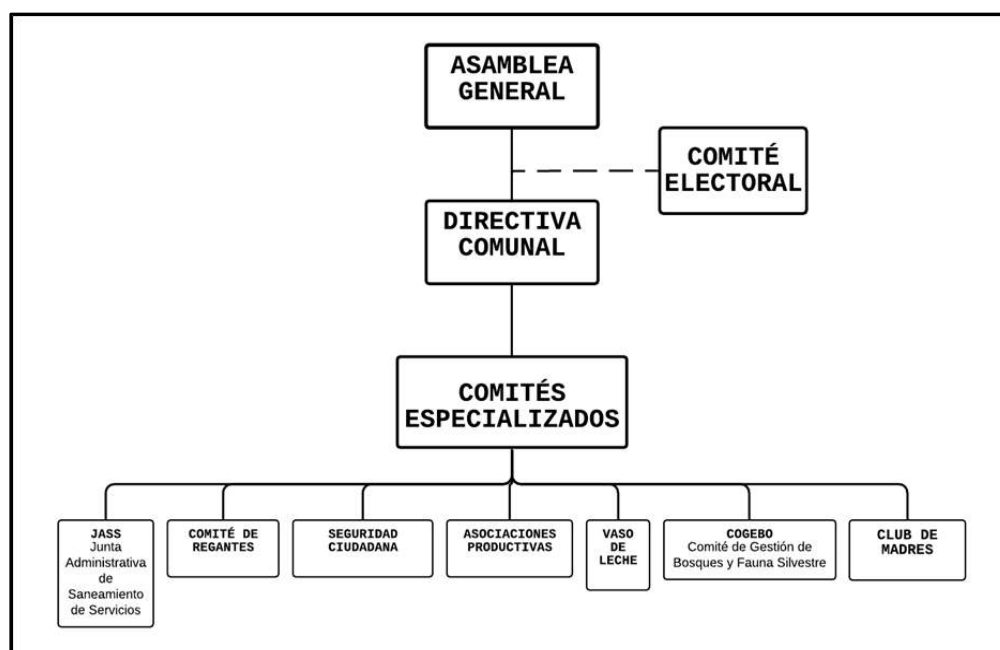 ASAMBLEA
GENERAL
COMITÉ
ELECTORAL
DIRECTIVA
COMUNAL
COMITÉS
ESPECIALIZADOS
JASS
Junta
Administrativa
de
Saneamiento
de Servicios
COMITÉ DE
REGANTES
SEGURIDAD
CIUDADANA
ASOCIACIONES
PRODUCTIVAS
VASO
DE
LECHE
COGEBO
Comité de Gestión de
Bosques y Fauna Silvestre
CLUB DE
MADRES